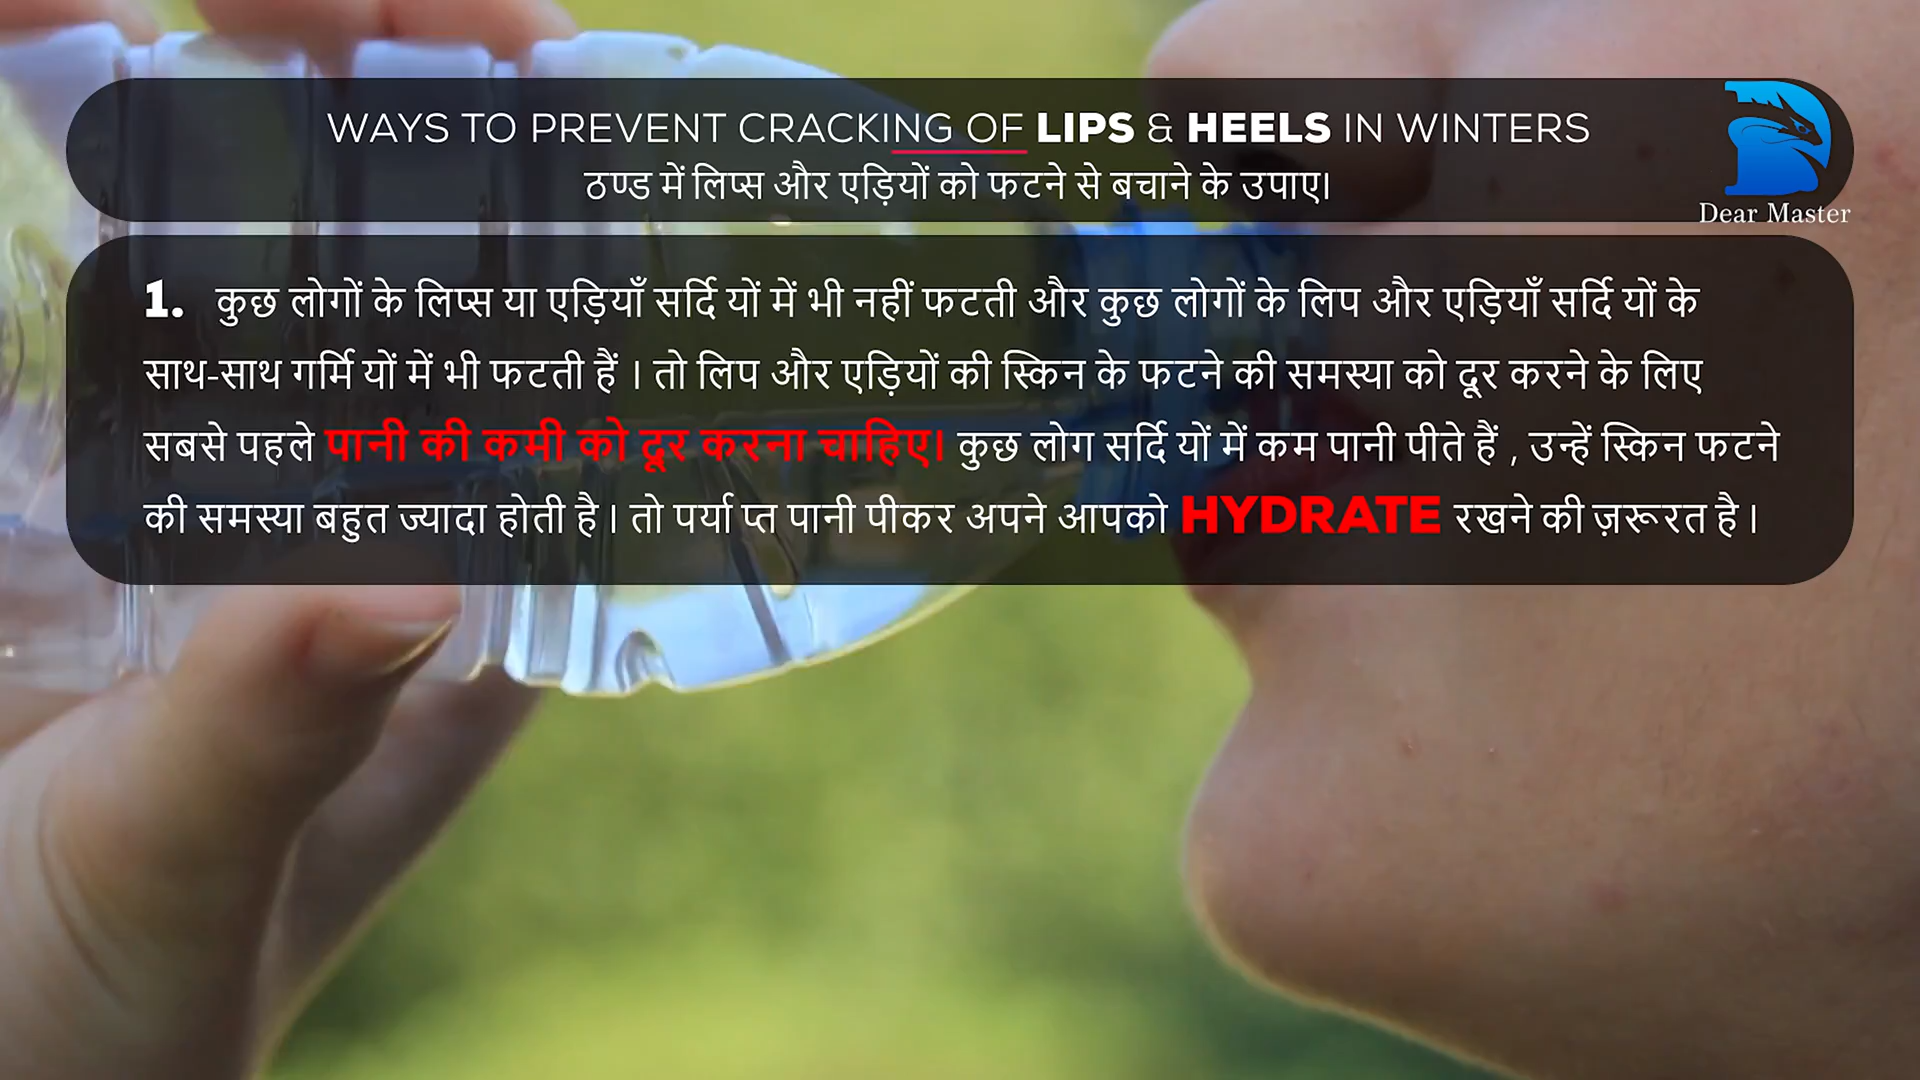 WAYS TO PREVENT CRACKING OF LIPS & HEELS IN WINTERS
ठण्ड में लिप्स और एड़ियों को फटने से बचाने के उपाए।
Dear Master
1. कुछ लोगों के लिप्स या एड़ियाँ सर्दि यों में भी नहीं फटती और कुछ लोगों के लिप और एड़ियाँ सर्दि यों के
साथ-साथ गर्मि यों में भी फटती हैं । तो लिप और एड़ियों की स्किन के फटने की समस्या को दूर करने के लिए
सबसे पहले पानी की कमी को दूर करना चाहिए। कुछ लोग सर्दि यों में कम पानी पीते हैं , उन्हें स्किन फटने
की समस्या बहुत ज्यादा होती है । तो पर्या प्त पानी पीकर अपने आपको HYDRATE रखने की ज़रूरत है ।